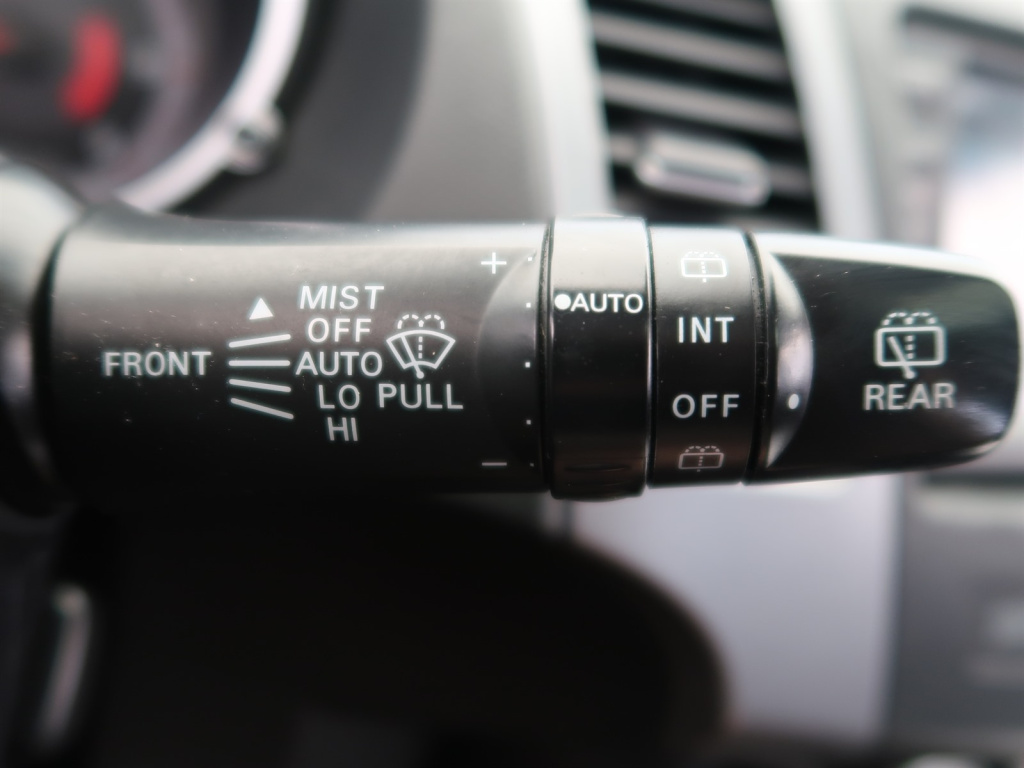 MIST
OFF
FRONT AUTO
LO PULL
HI
+
−
●AUTO
INT
OFF
REAR